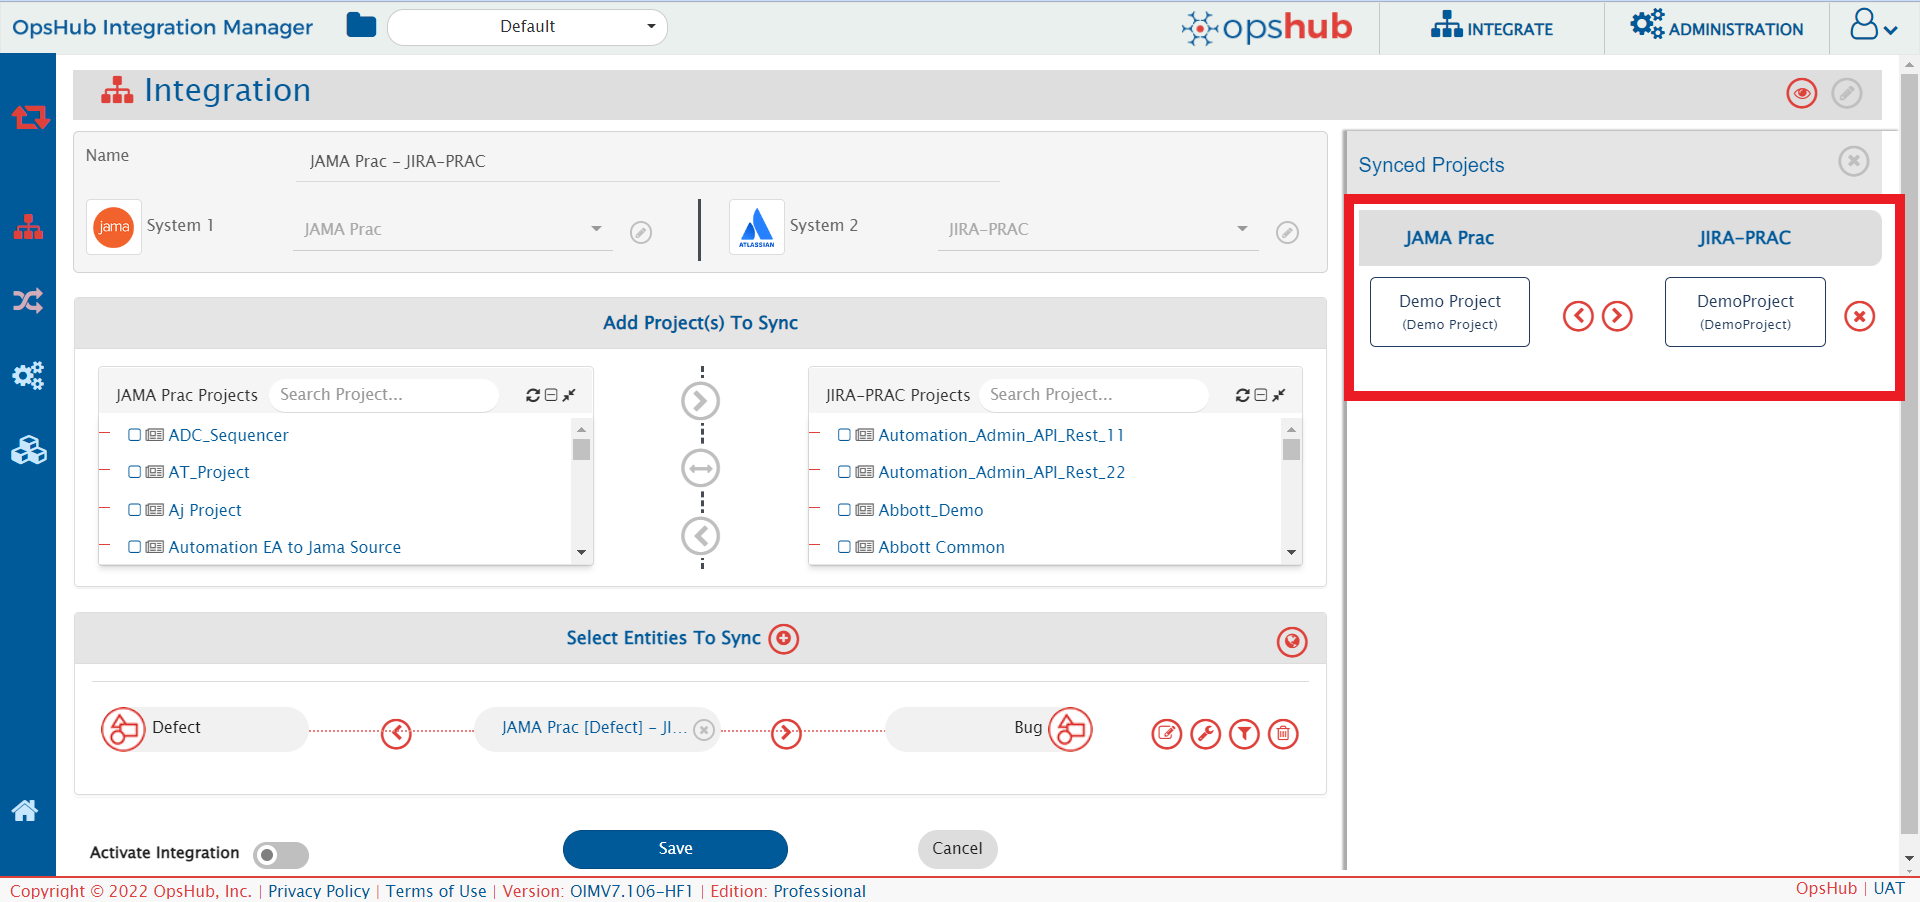 OpsHub Integration Manager
Default
opshub
INTEGRATE
ADMINISTRATION
Integration
Name
JAMA Prac - JIRA-PRAC
jama
System 1
JAMA Prac
ATLASSIAN
System 2
JIRA-PRAC
Add Project(s) To Sync
JAMA Prac Projects
Search Project...
ADC_Sequencer
AT_Project
Aj Project
Automation EA to Jama Source
JIRA-PRAC Projects
Search Project...
Automation_Admin_API_Rest_11
Automation_Admin_API_Rest_22
Abbott_Demo
Abbott Common
Select Entities To Sync
Defect
JAMA Prac [Defect] - JI...
Bug
Activate Integration
Save
Cancel
Synced Projects
JAMA Prac
JIRA-PRAC
Demo Project
(Demo Project)
DemoProject
(DemoProject)
Copyright © 2022 OpsHub, Inc. | Privacy Policy | Terms of Use | Version: OIMV7.106-HF1 | Edition: Professional
OpsHub | UAT